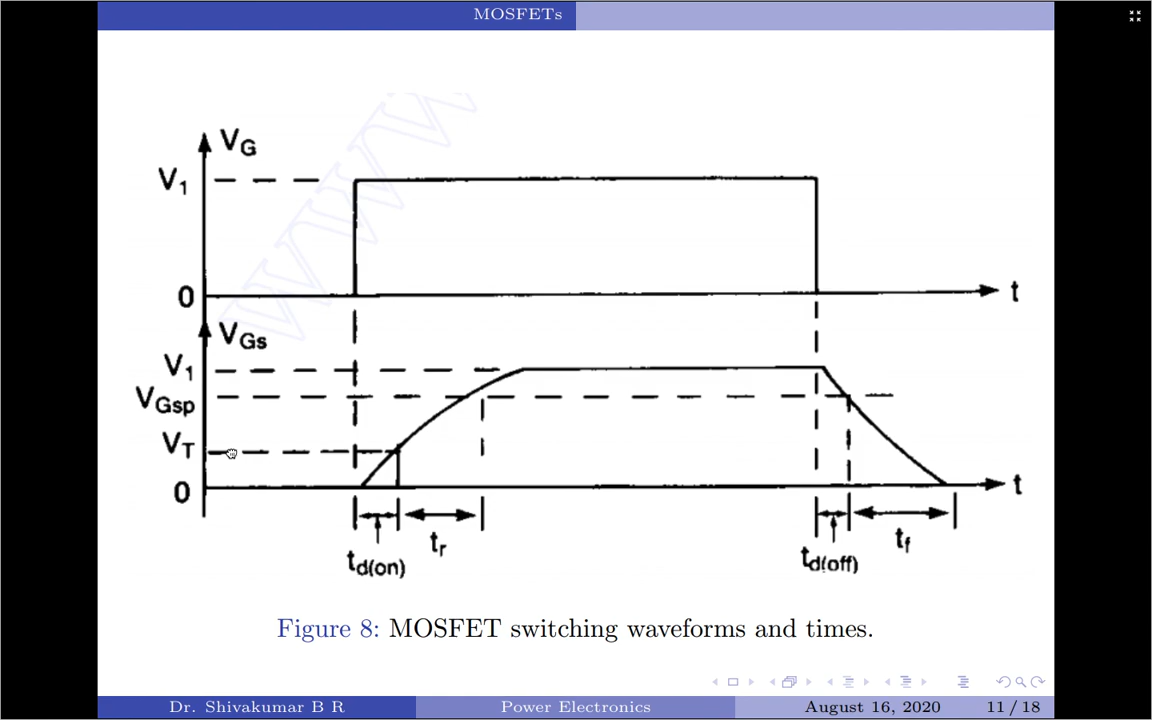 MOSFETs
VG
V1
0
t
VGs
V1
VGsp
VT
0
t
td(on)
tr
td(off)
tf
www
Figure 8: MOSFET switching waveforms and times.
Dr. Shivakumar B R
Power Electronics
August 16, 2020
11 / 18